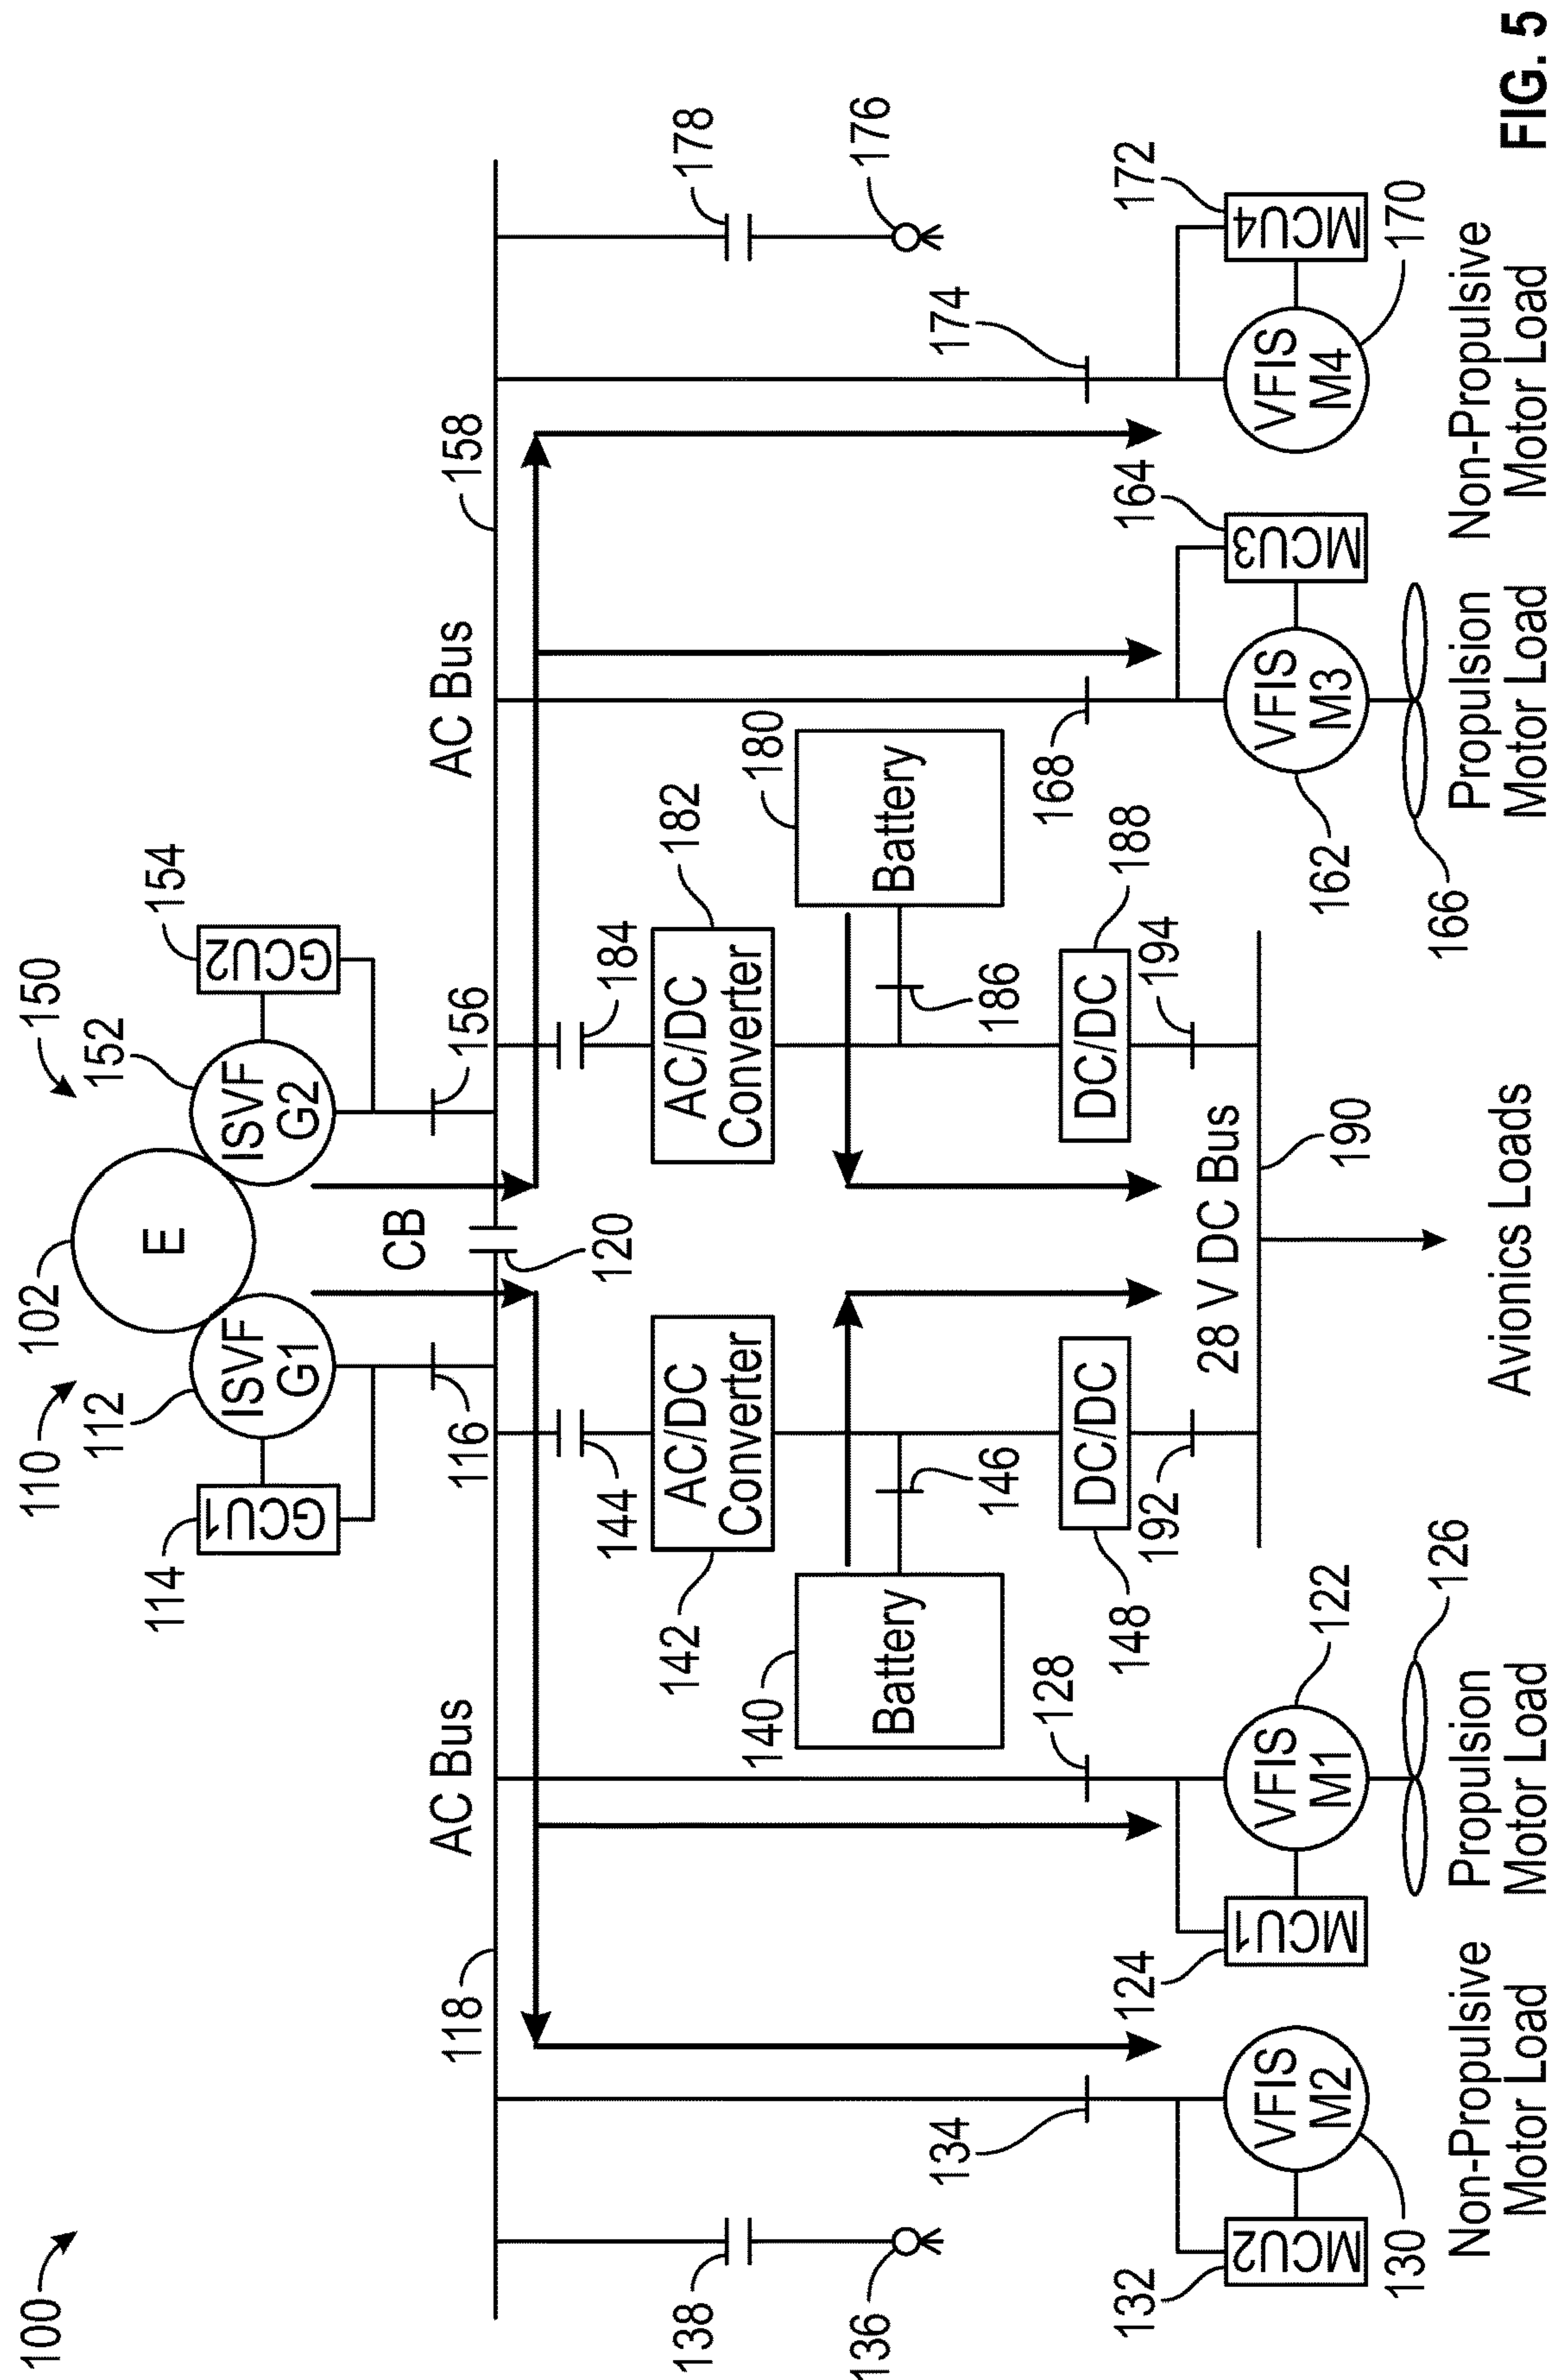 100
110
150
102
E
112
ISVF
G1
114
GCU1
152
ISVF
G2
154
GCU2
116
CB
120
156
118
AC Bus
AC Bus
158
144
184
142
AC/DC
Converter
AC/DC
Converter
182
138
136
178
176
140
Battery
146
Battery
180
186
134
128
168
174
148
DC/DC
DC/DC
188
192
28 V DC Bus
194
190
132
MCU2
VFIS
M2
130
124
MCU1
VFIS
M1
122
126
162
VFIS
M3
MCU3
164
166
VFIS
M4
MCU4
172
170
Non-Propulsive
Motor Load
Propulsion
Motor Load
Avionics Loads
Propulsion
Motor Load
Non-Propulsive
Motor Load
FIG. 5